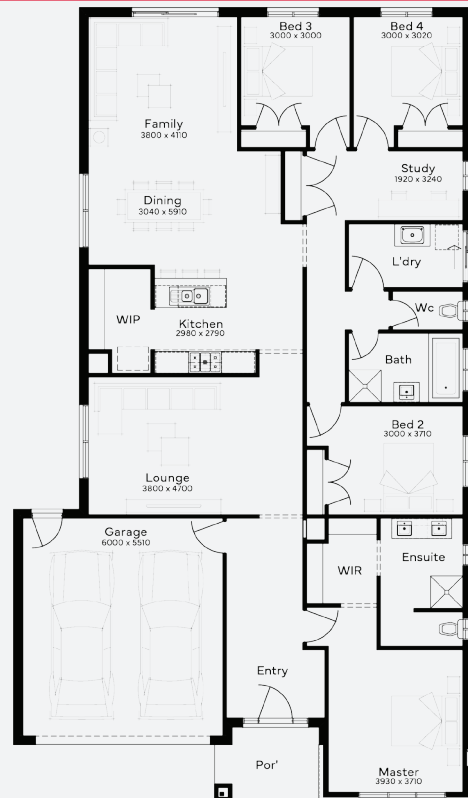 Bed 3
3000 x 3000
Bed 4
3000 x 3020
Family
3800 x 4110
Study
1920 x 3240
Dining
3040 x 5910
L'dry
WIP
Kitchen
2980 x 2790
Wc
Bath
Bed 2
3000 x 3710
Lounge
3800 x 4700
Garage
6000 x 5510
Ensuite
WIR
Entry
Por'
Master
3930 x 3710